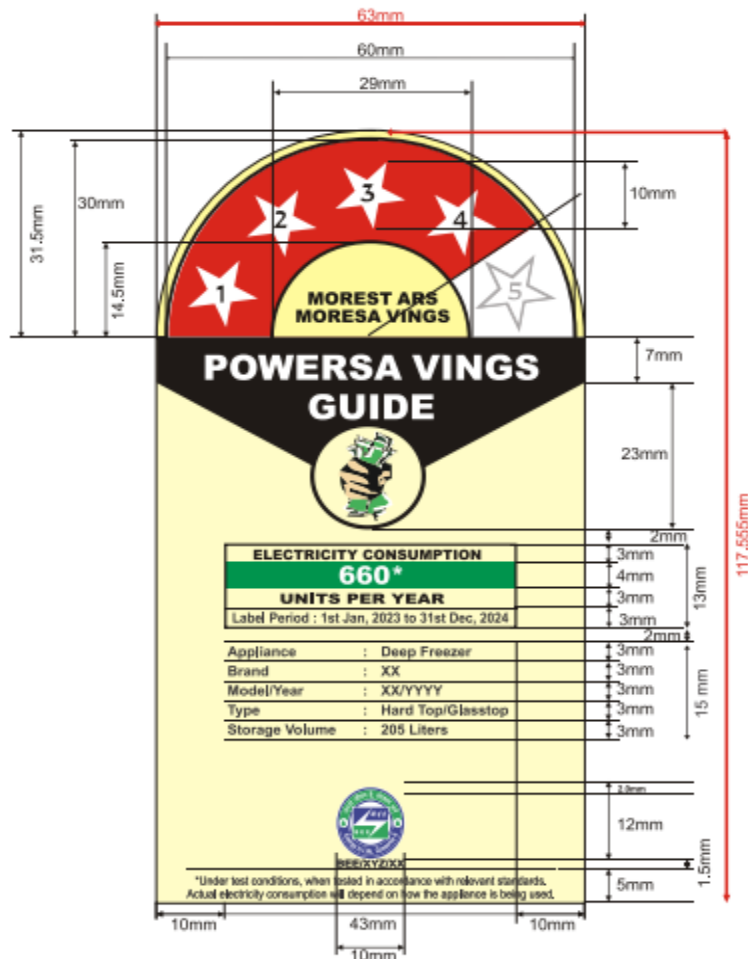 63mm
60mm
29mm
10mm
30mm
31.5mm
14.5mm
1
2
3
4
5
MOREST ARS
MORESA VINGS
7mm
POWERSA VINGS
GUIDE
23mm
117.555mm
2mm
ELECTRICITY CONSUMPTION
3mm
660*
4mm
13mm
UNITS PER YEAR
3mm
Label Period : 1st Jan, 2023 to 31st Dec, 2024
3mm
2mm
Appliance : Deep Freezer
3mm
Brand : XX
3mm
Model/Year : XX/YYYY
3mm
15 mm
Type : Hard Top/Glasstop
3mm
Storage Volume : 205 Liters
3mm
2.0mm
12mm
BEE/XYZ/XX
1.5mm
*Under test conditions, when tested in accordance with relevant standards.
Actual electricity consumption will depend on how the appliance is being used.
5mm
10mm
43mm
10mm
10mm